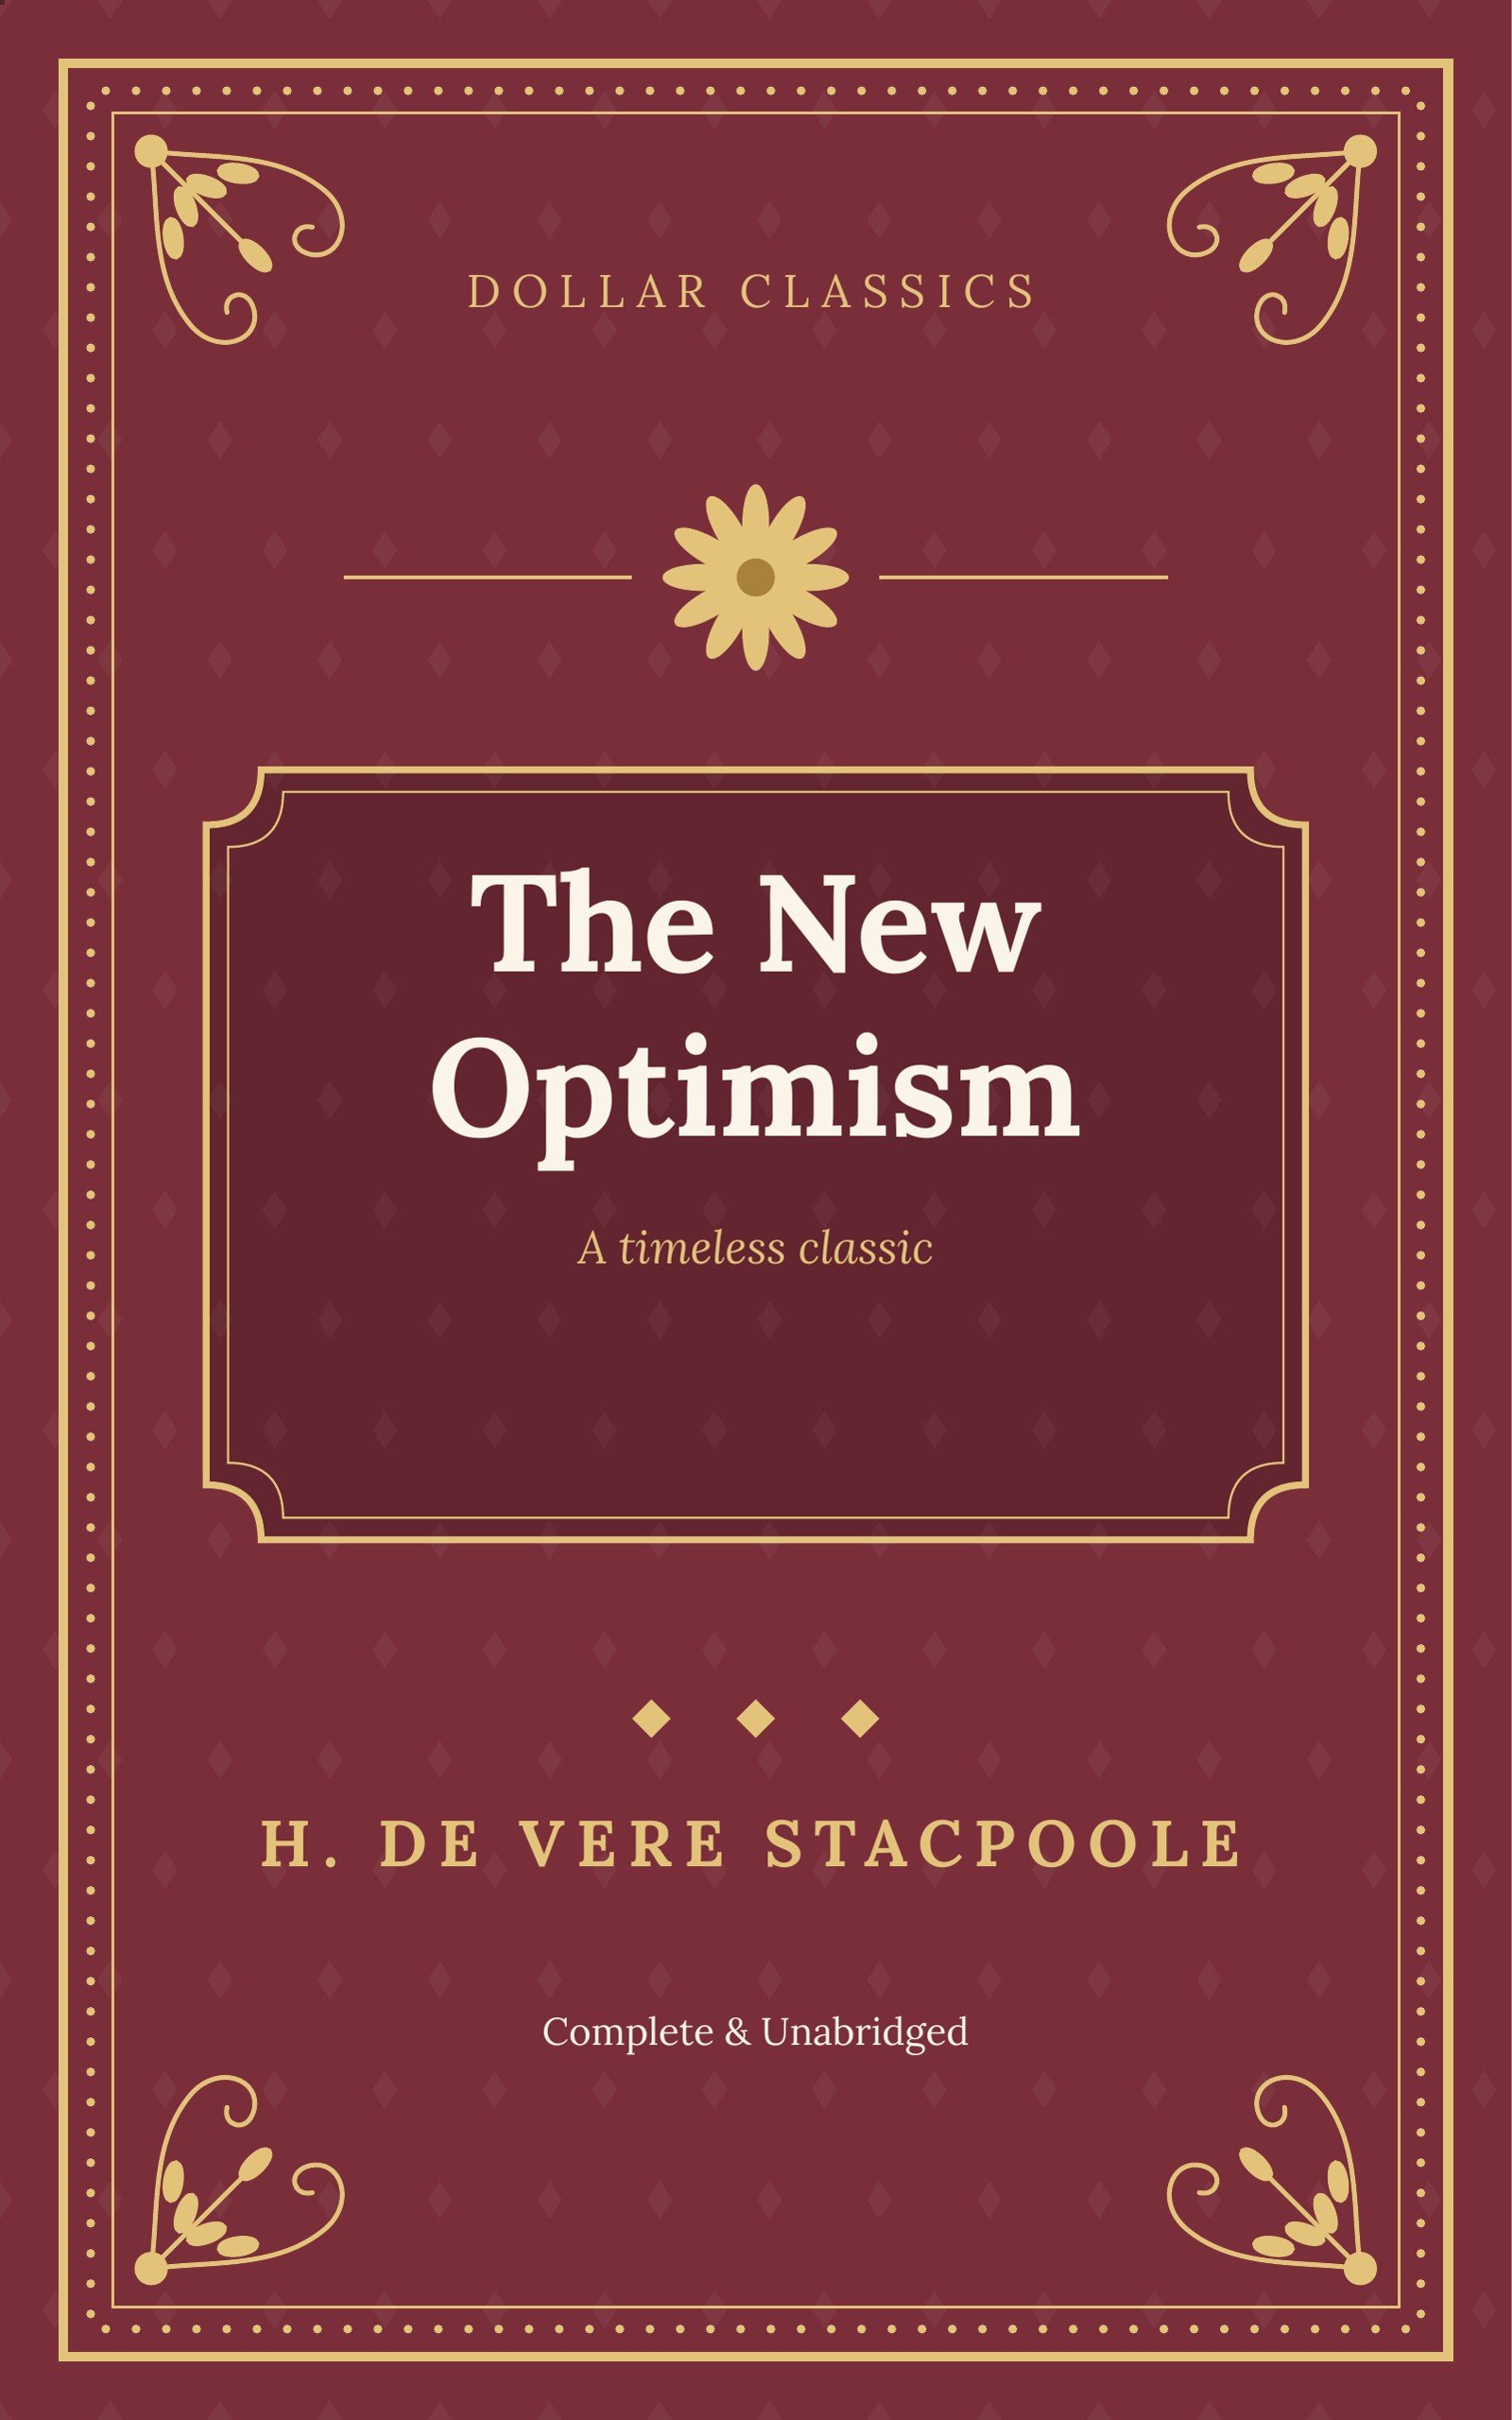 DOLLAR CLASSICS
The New
Optimism
A timeless classic
H. DE VERE STACPOOLE
Complete & Unabridged